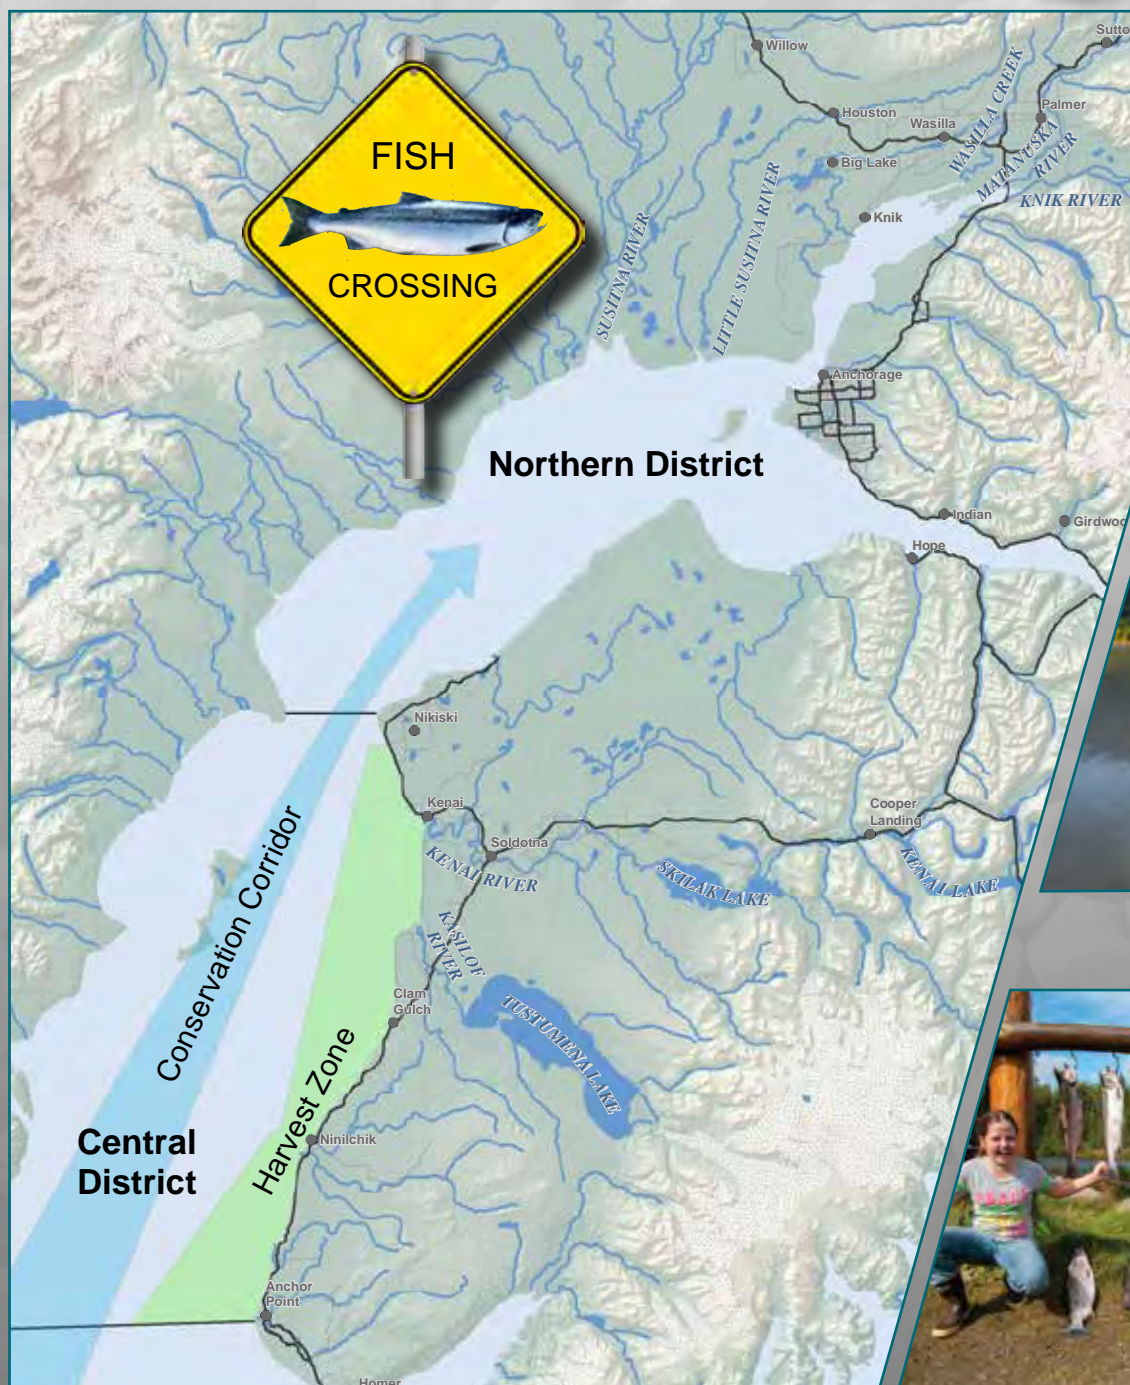 Willow
Sutto
Houston
Wasilla
WASILLA CREEK
Palmer
MATANUSKA
RIVER
Big Lake
KNIK RIVER
Knik
FISH
CROSSING
SUSITNA RIVER
LITTLE SUSITNA RIVER
Anchorage
Northern District
Indian
Girdwoo
Hope
Nikiski
Kenai
Cooper
Landing
Soldotna
KENAI RIVER
SKILAK LAKE
KENAI LAKE
KASILOF
RIVER
Conservation Corridor
Clam
Gulch
TUSTUMENA LAKE
Harvest Zone
Ninilchik
Central
District
Anchor
Point
Homer